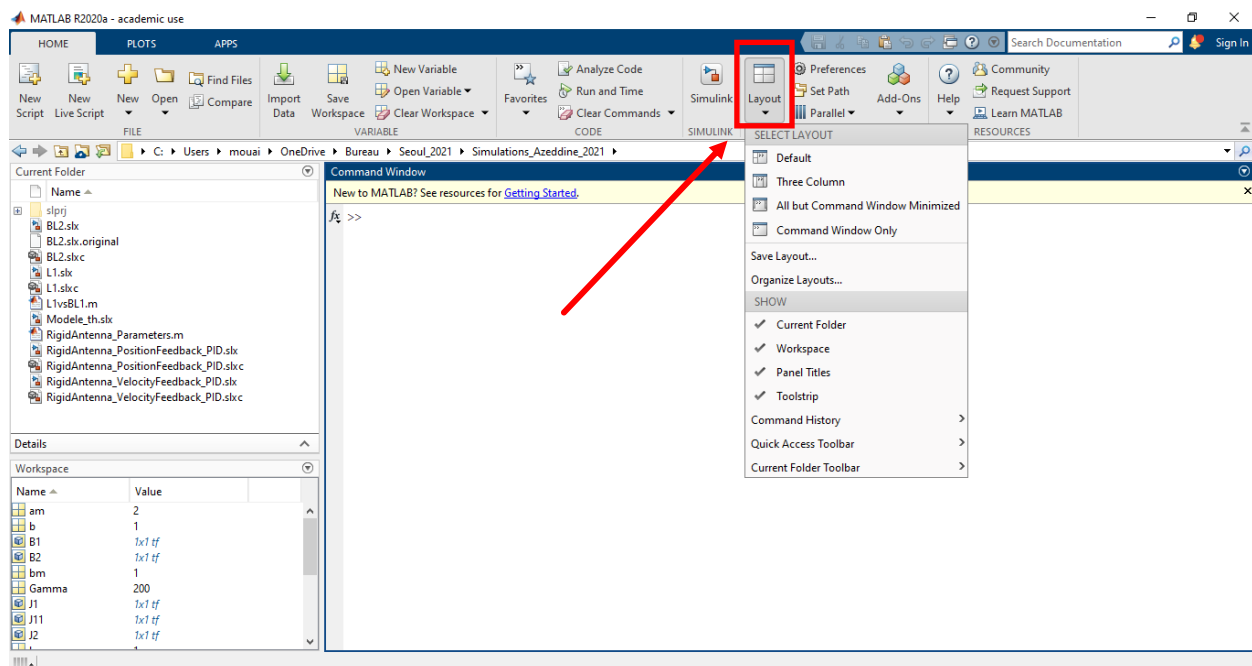 MATLAB R2020a - academic use
HOME PLOTS APPS
Search Documentation
Sign In
New Script
New Live Script
New
Open
Find Files
Compare
Import Data
Save Workspace
New Variable
Open Variable
Clear Workspace
Favorites
Analyze Code
Run and Time
Clear Commands
Simulink
Layout
Preferences
Set Path
Parallel
Add-Ons
Help
Community
Request Support
Learn MATLAB
FILE VARIABLE CODE SIMULINK RESOURCES
C: Users mouai OneDrive Bureau Seoul_2021 Simulations_Azeddine_2021
Current Folder
Name
slprj
BL2.slx
BL2.slx.original
BL2.slxc
L1.slx
L1.slxc
L1vsBL1.m
Modele_th.slx
RigidAntenna_Parameters.m
RigidAntenna_PositionFeedback_PID.slx
RigidAntenna_PositionFeedback_PID.slxc
RigidAntenna_VelocityFeedback_PID.slx
RigidAntenna_VelocityFeedback_PID.slxc
Details
Workspace
Name Value
am 2
b 1
B1 1x1 tf
B2 1x1 tf
bm 1
Gamma 200
J1 1x1 tf
J11 1x1 tf
J2 1x1 tf
Command Window
New to MATLAB? See resources for Getting Started.
fx >>
SELECT LAYOUT
Default
Three Column
All but Command Window Minimized
Command Window Only
Save Layout...
Organize Layouts...
SHOW
Current Folder
Workspace
Panel Titles
Toolstrip
Command History
Quick Access Toolbar
Current Folder Toolbar